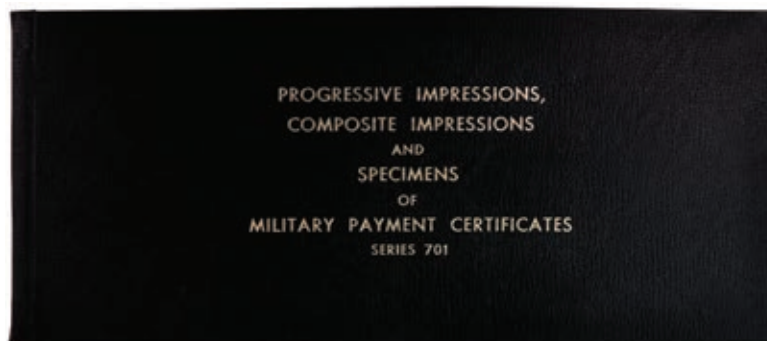 PROGRESSIVE IMPRESSIONS,
COMPOSITE IMPRESSIONS
AND
SPECIMENS
OF
MILITARY PAYMENT CERTIFICATES
SERIES 701